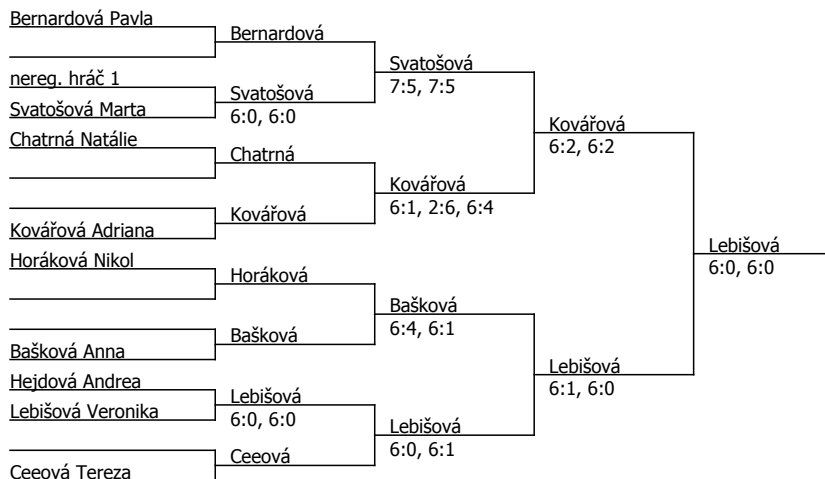 Bernardová Pavla
nereg. hráč 1
Svatošová Marta
Chatrná Natálie
Kovářová Adriana
Horáková Nikol
Bašková Anna
Hejdová Andrea
Lebišová Veronika
Ceeová Tereza
Bernardová
Svatošová
6:0, 6:0
Chatrná
Kovářová
Horáková
Bašková
Lebišová
6:0, 6:0
Ceeová
Svatošová
7:5, 7:5
Kovářová
6:1, 2:6, 6:4
Bašková
6:4, 6:1
Lebišová
6:0, 6:1
Kovářová
6:2, 6:2
Lebišová
6:1, 6:0
Lebišová
6:0, 6:0